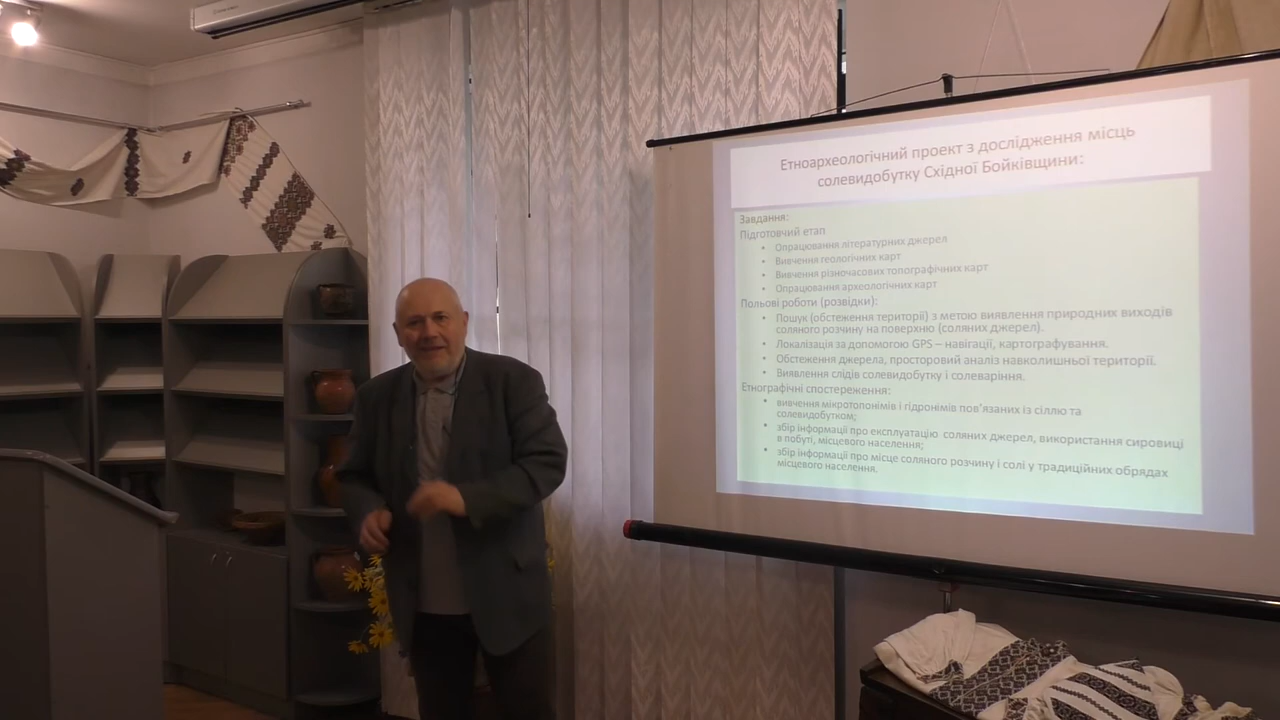 Етноархеологічний проект з дослідження місць
солевидобутку Східної Бойківщини:
Завдання:
Підготовчий етап
• Опрацювання літературних джерел
• Вивчення геологічних карт
• Вивчення різночасових топографічних карт
• Опрацювання археологічних карт
Польові роботи (розвідки):
• Пошук (обстеження території) з метою виявлення природних виходів
соляного розчину на поверхню (соляних джерел).
• Локалізація за допомогою GPS – навігації, картографування.
• Обстеження джерела, просторовий аналіз навколишньої території.
• Виявлення слідів солевидобутку і солеваріння.
Етнографічні спостереження:
• вивчення мікротопонімів і гідронімів пов'язаних із сіллю та
солевидобутком;
• збір інформації про експлуатацію соляних джерел, використання сировиці
в побуті, місцевого населення;
• збір інформації про місце соляного розчину і солі у традиційних обрядах
місцевого населення.